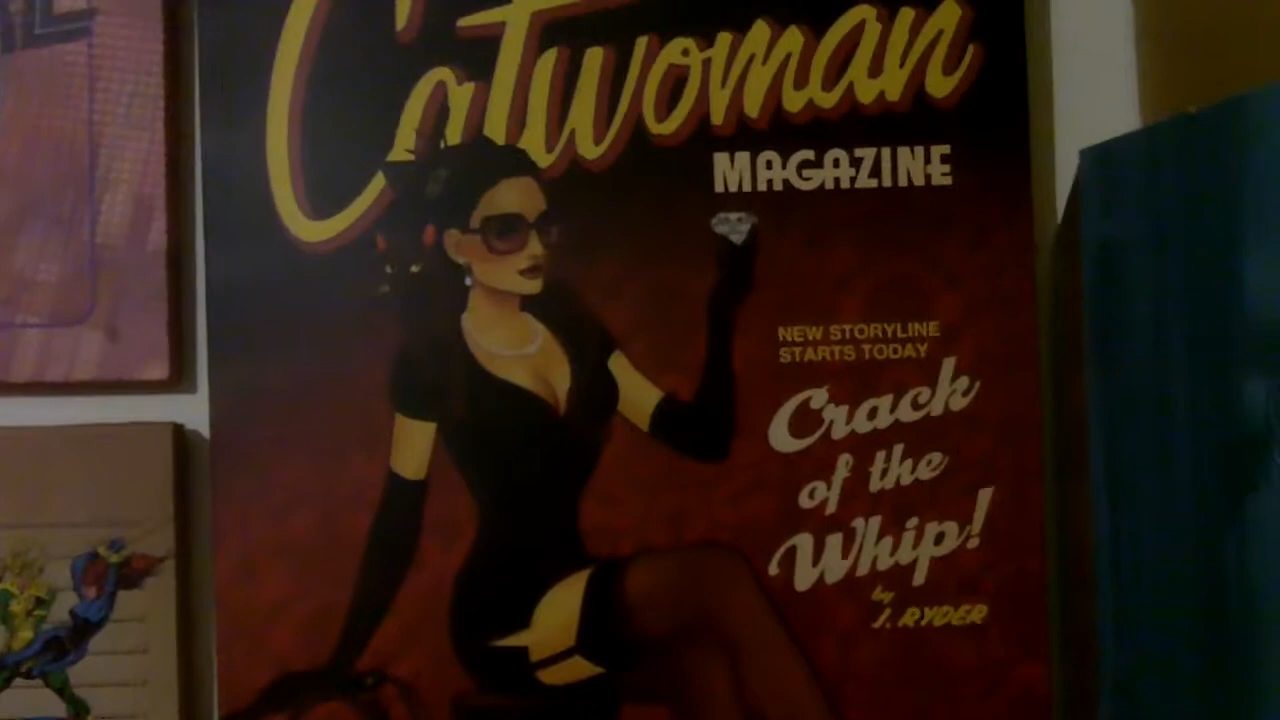 Catwoman
MAGAZINE
NEW STORYLINE
STARTS TODAY
Crack
of the
Whip!
by
J. RYDER